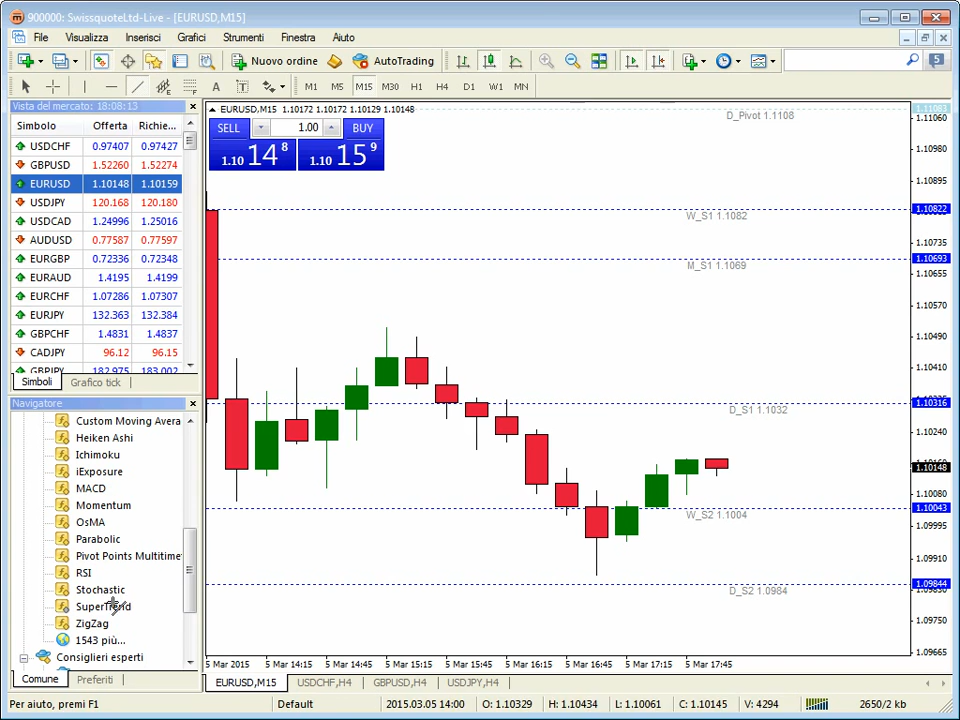 900000: SwissquoteLtd-Live - [EURUSD,M15]
File Visualizza Inserisci Grafici Strumenti Finestra Aiuto
Nuovo ordine AutoTrading 5
A T M1 M5 M15 M30 H1 H4 D1 W1 MN
Vista del mercato: 18:08:13
Simbolo Offerta Richie...
USDCHF 0.97407 0.97427
GBPUSD 1.52260 1.52274
EURUSD 1.10148 1.10159
USDJPY 120.168 120.180
USDCAD 1.24996 1.25016
AUDUSD 0.77587 0.77597
EURGBP 0.72336 0.72348
EURAUD 1.4195 1.4199
EURCHF 1.07286 1.07307
EURJPY 132.363 132.384
GBPCHF 1.4831 1.4837
CADJPY 96.12 96.15
GBPJPY 182.975 183.002
Simboli Grafico tick
Navigatore
Custom Moving Avera
Heiken Ashi
Ichimoku
iExposure
MACD
Momentum
OsMA
Parabolic
Pivot Points Multitime
RSI
Stochastic
SuperTrend
ZigZag
1543 più...
Consiglieri esperti
Comune Preferiti
EURUSD,M15 1.10172 1.10172 1.10129 1.10148
SELL 1.00 BUY
1.10 14 8 1.10 15 9
D_Pivot 1.1108
W_S1 1.1082
M_S1 1.1069
D_S1 1.1032
W_S2 1.1004
D_S2 1.0984
1.11083
1.11060
1.10980
1.10895
1.10822
1.10735
1.10693
1.10655
1.10570
1.10490
1.10410
1.10316
1.10240
1.10148
1.10080
1.10043
1.09995
1.09910
1.09844
1.09750
1.09665
5 Mar 2015 5 Mar 14:15 5 Mar 14:45 5 Mar 15:15 5 Mar 15:45 5 Mar 16:15 5 Mar 16:45 5 Mar 17:15 5 Mar 17:45
EURUSD,M15 USDCHF,H4 GBPUSD,H4 USDJPY,H4
Per aiuto, premi F1 Default 2015.03.05 14:00 O: 1.10329 H: 1.10434 L: 1.10061 C: 1.10145 V: 4294 2650/2 kb